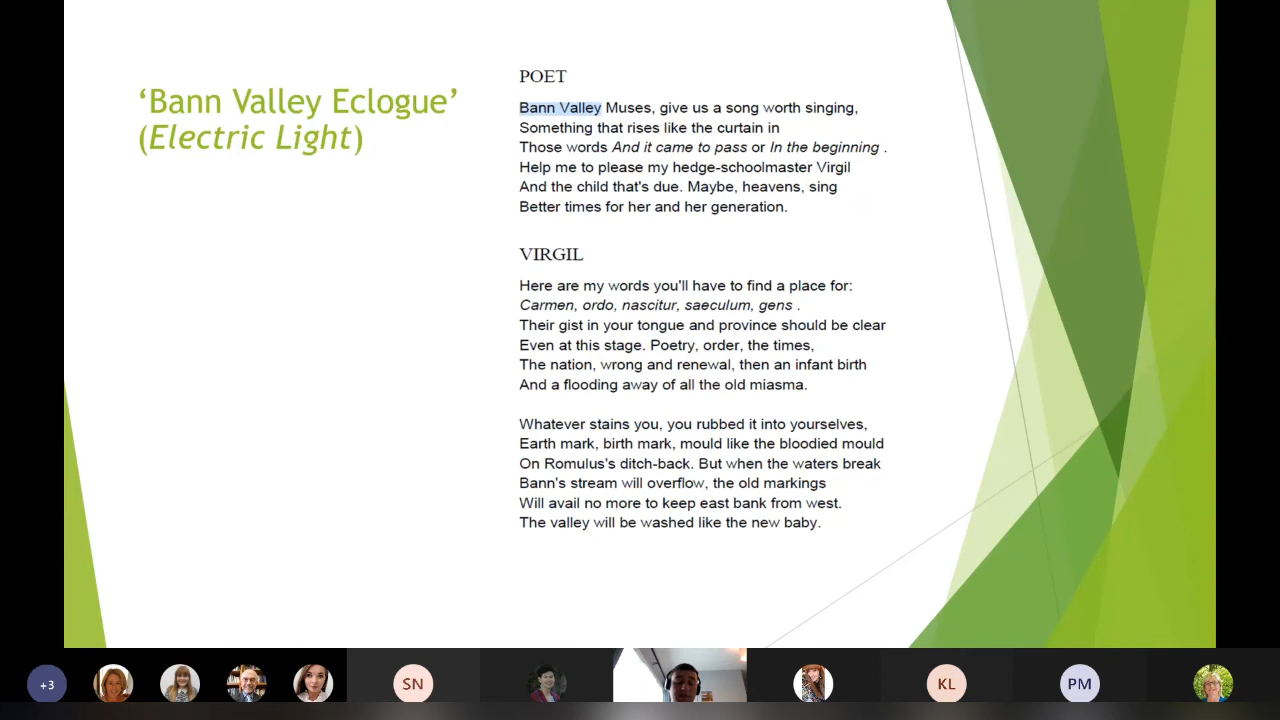 ‘Bann Valley Eclogue’
(Electric Light)
POET
Bann Valley Muses, give us a song worth singing,
Something that rises like the curtain in
Those words And it came to pass or In the beginning .
Help me to please my hedge-schoolmaster Virgil
And the child that's due. Maybe, heavens, sing
Better times for her and her generation.
VIRGIL
Here are my words you'll have to find a place for:
Carmen, ordo, nascitur, saeculum, gens .
Their gist in your tongue and province should be clear
Even at this stage. Poetry, order, the times,
The nation, wrong and renewal, then an infant birth
And a flooding away of all the old miasma.
Whatever stains you, you rubbed it into yourselves,
Earth mark, birth mark, mould like the bloodied mould
On Romulus's ditch-back. But when the waters break
Bann's stream will overflow, the old markings
Will avail no more to keep east bank from west.
The valley will be washed like the new baby.
+3
SN
KL
PM